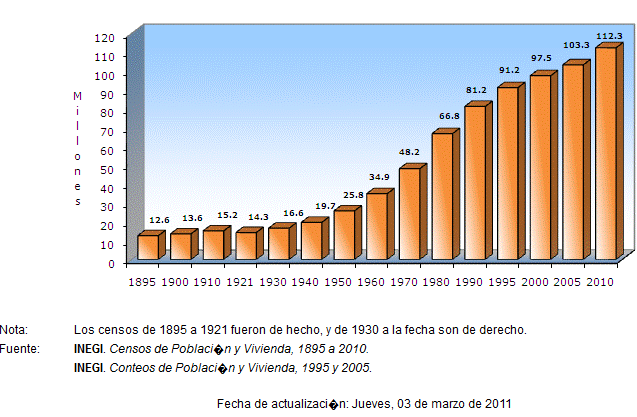 120
110
100
90
80
70
60
50
40
30
20
10
0
Millones
12.6 13.6 15.2 14.3 16.6 19.7 25.8 34.9 48.2 66.8 81.2 91.2 97.5 103.3 112.3
1895 1900 1910 1921 1930 1940 1950 1960 1970 1980 1990 1995 2000 2005 2010
Nota: Los censos de 1895 a 1921 fueron de hecho, y de 1930 a la fecha son de derecho.
Fuente: INEGI. Censos de Poblaci�n y Vivienda, 1895 a 2010.
INEGI. Conteos de Poblaci�n y Vivienda, 1995 y 2005.
Fecha de actualizaci�n: Jueves, 03 de marzo de 2011